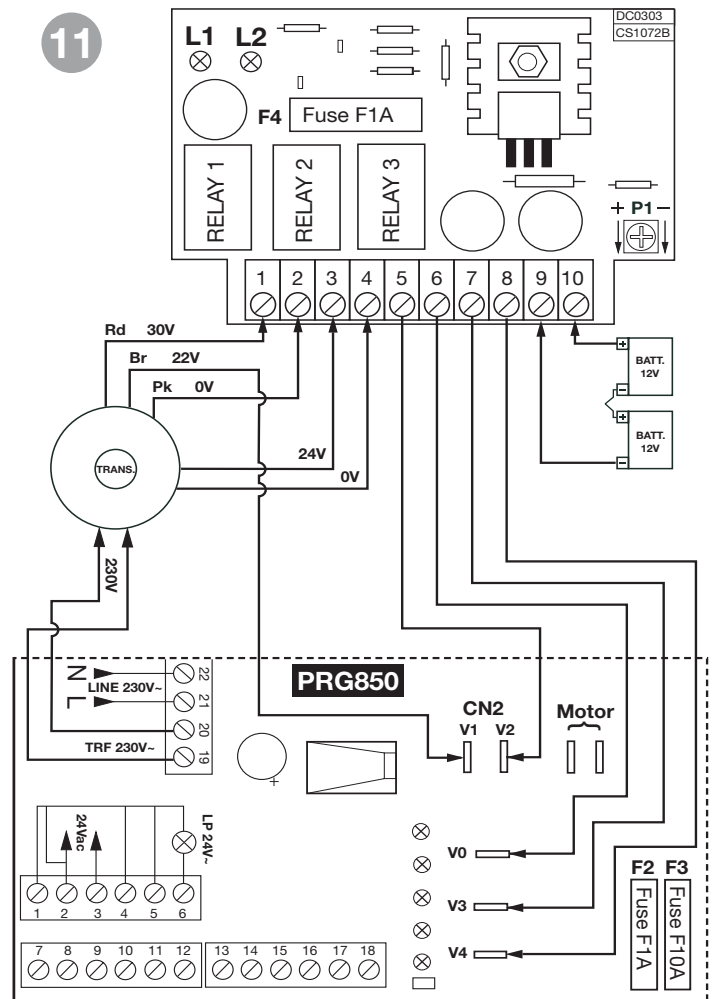 11
DC0303
CS1072B
L1 L2
F4 Fuse F1A
RELAY 1
RELAY 2
RELAY 3
+ P1 –
1 2 3 4 5 6 7 8 9 10
Rd 30V
Br 22V
Pk 0V
+
BATT.
12V
–
+
BATT.
12V
–
24V
0V
TRANS.
230V
PRG850
N
LINE 230V~
L
TRF 230V~
22
21
20
19
+
CN2
V1 V2
Motor
24Vac
LP 24V~
1 2 3 4 5 6
V0
V3
V4
F2 F3
Fuse F1A
Fuse F10A
7 8 9 10 11 12
13 14 15 16 17 18